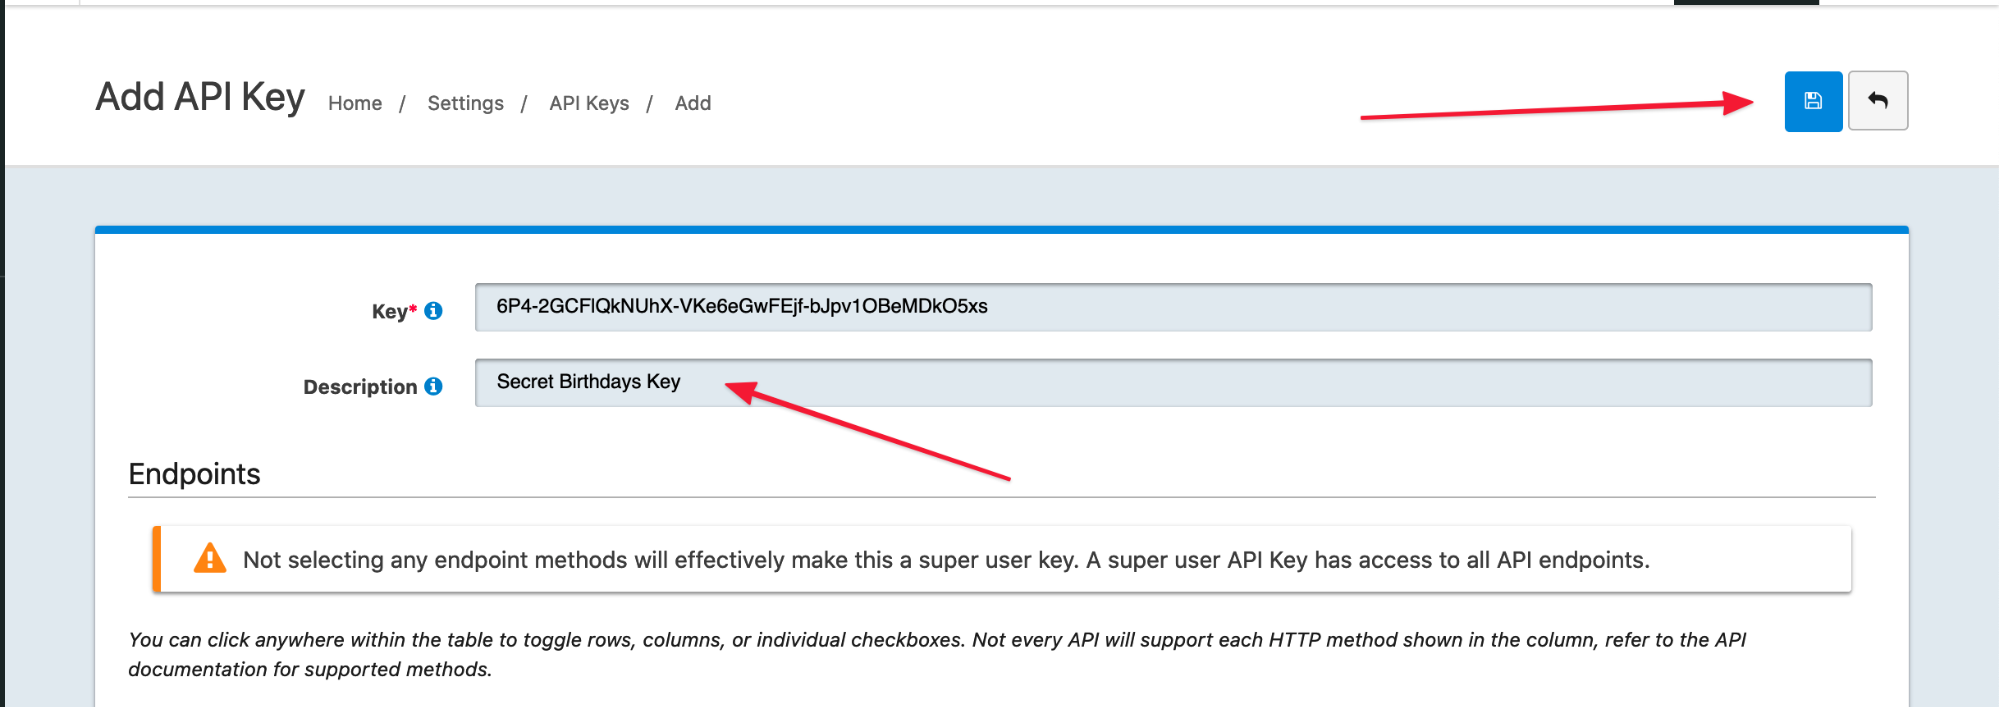 Add API Key Home / Settings / API Keys / Add
Key* 6P4-2GCFlQkNUhX-VKe6eGwFEjf-bJpv1OBeMDkO5xs
Description Secret Birthdays Key
Endpoints
Not selecting any endpoint methods will effectively make this a super user key. A super user API Key has access to all API endpoints.
You can click anywhere within the table to toggle rows, columns, or individual checkboxes. Not every API will support each HTTP method shown in the column, refer to the API
documentation for supported methods.